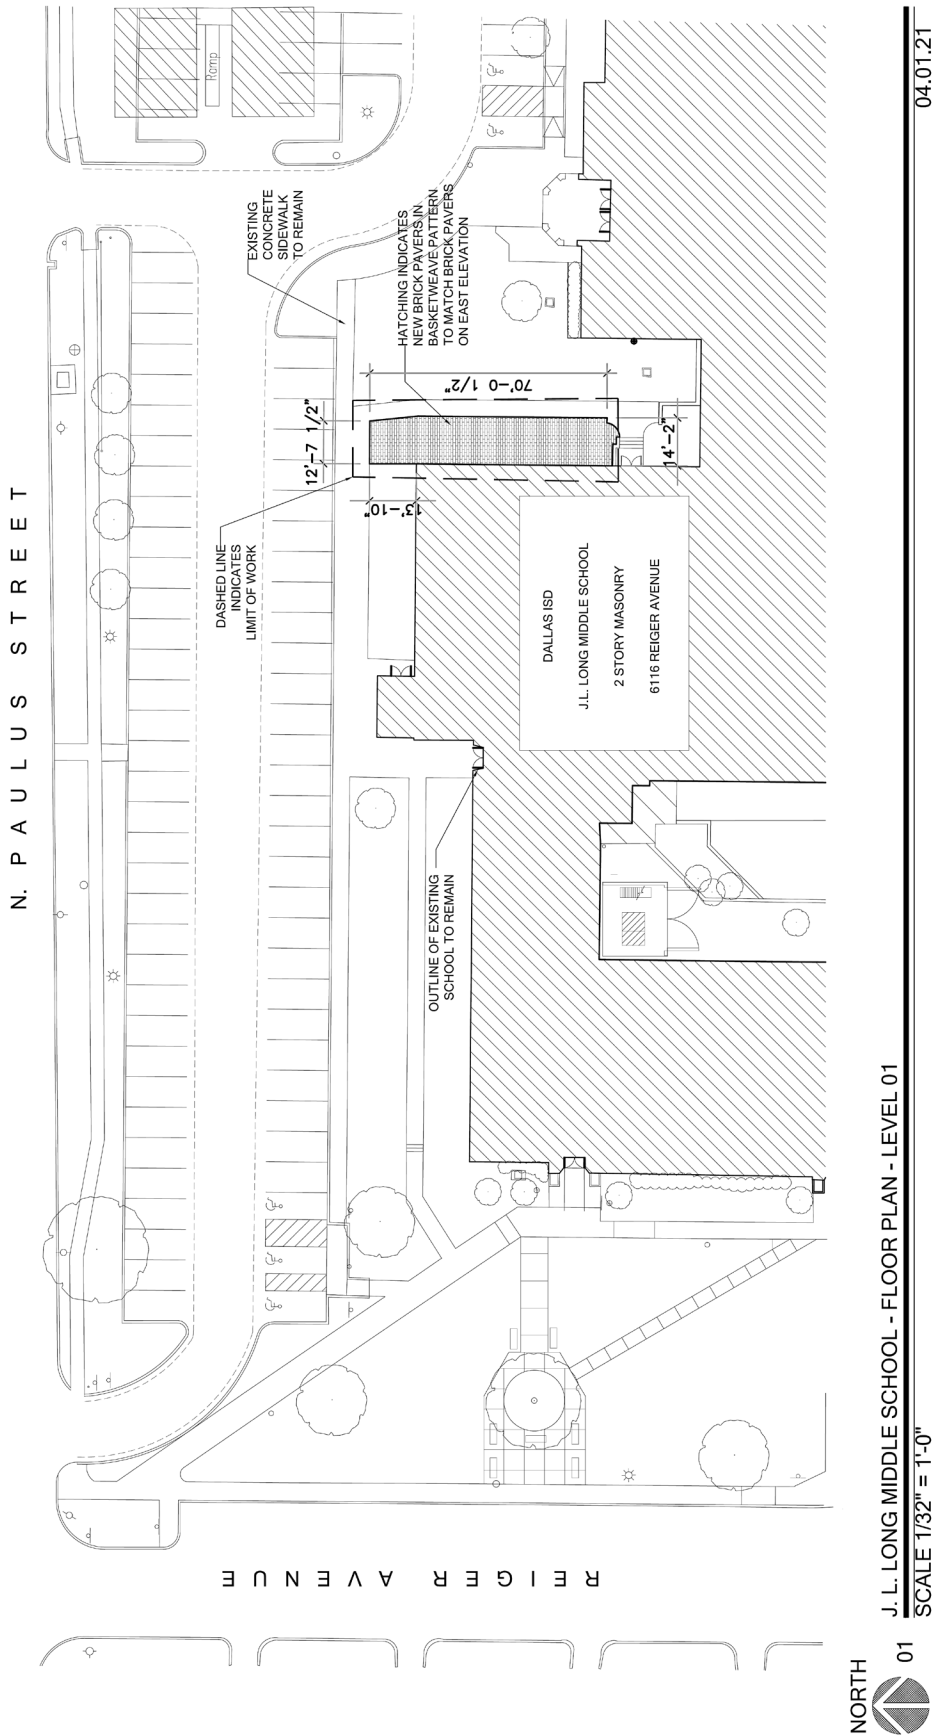 N. PAULUS STREET
Ramp
EXISTING
CONCRETE
SIDEWALK
TO REMAIN
HATCHING INDICATES
NEW BRICK PAVERS IN
BASKETWEAVE PATTERN
TO MATCH BRICK PAVERS
ON EAST ELEVATION
DASHED LINE
INDICATES
LIMIT OF WORK
12'-7 1/2"
70'-0 1/2"
13'-10"
14'-2"
DALLAS ISD
J.L. LONG MIDDLE SCHOOL
2 STORY MASONRY
6116 REIGER AVENUE
OUTLINE OF EXISTING
SCHOOL TO REMAIN
REIGER AVENUE
NORTH
01
J. L. LONG MIDDLE SCHOOL - FLOOR PLAN - LEVEL 01
SCALE 1/32" = 1'-0"
04.01.21